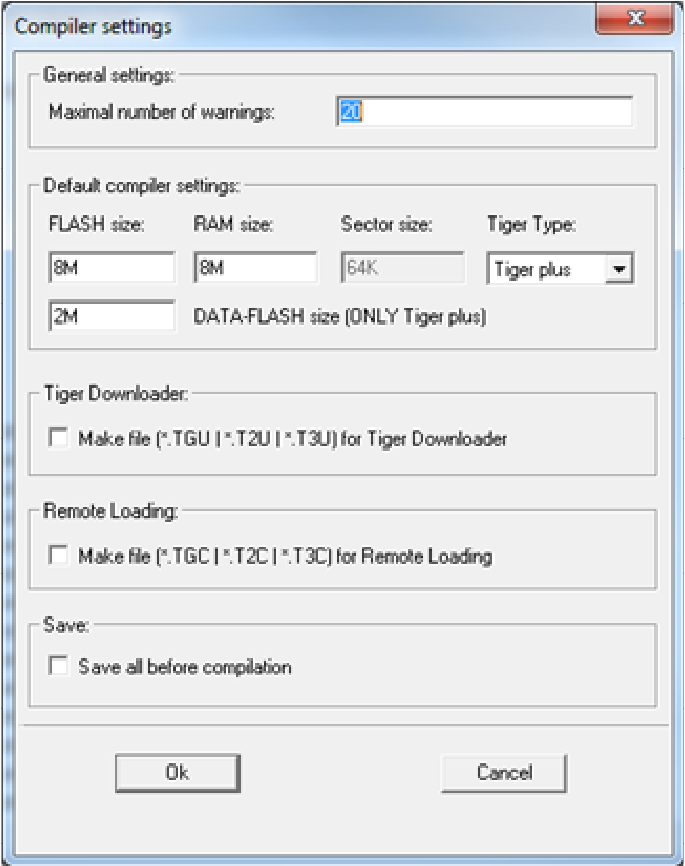 Compiler settings
General settings:
Maximal number of warnings: 20
Default compiler settings:
FLASH size: RAM size: Sector size: Tiger Type:
8M 8M 64K Tiger plus
2M DATA-FLASH size (ONLY Tiger plus)
Tiger Downloader:
Make file (*.TGU | *.T2U | *.T3U) for Tiger Downloader
Remote Loading:
Make file (*.TGC | *.T2C | *.T3C) for Remote Loading
Save:
Save all before compilation
Ok Cancel